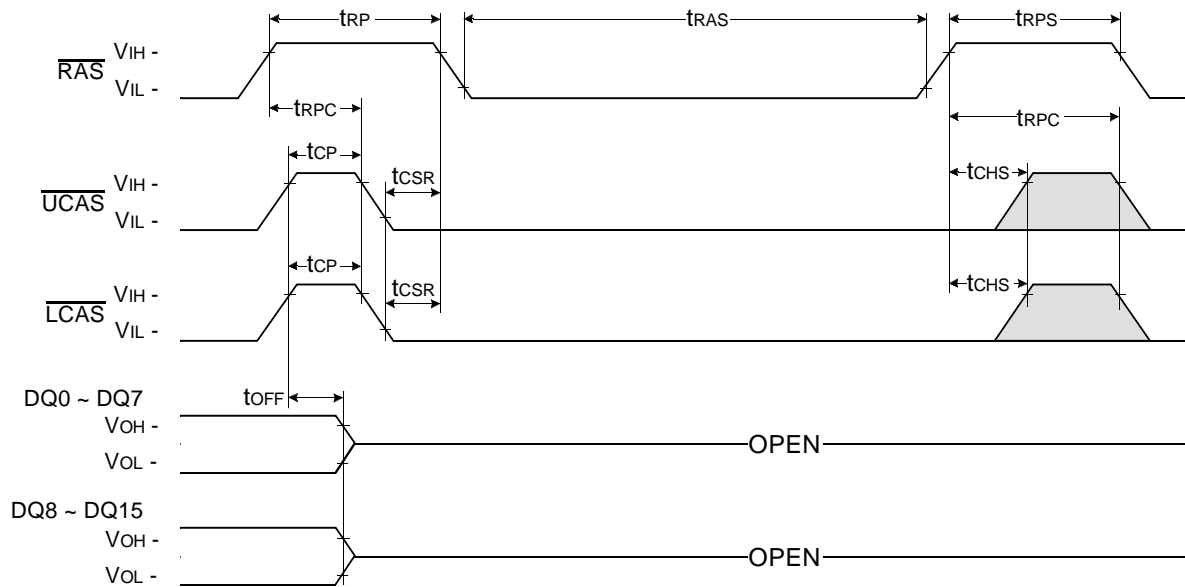 tRP tRAS tRPS
RAS
VIH -
VIL -
tRPC tRPC
tCP tCSR tCHS
UCAS
VIH -
VIL -
tCP tCSR tCHS
LCAS
VIH -
VIL -
tOFF
DQ0 ~ DQ7
VOH -
VOL -
OPEN
DQ8 ~ DQ15
VOH -
VOL -
OPEN